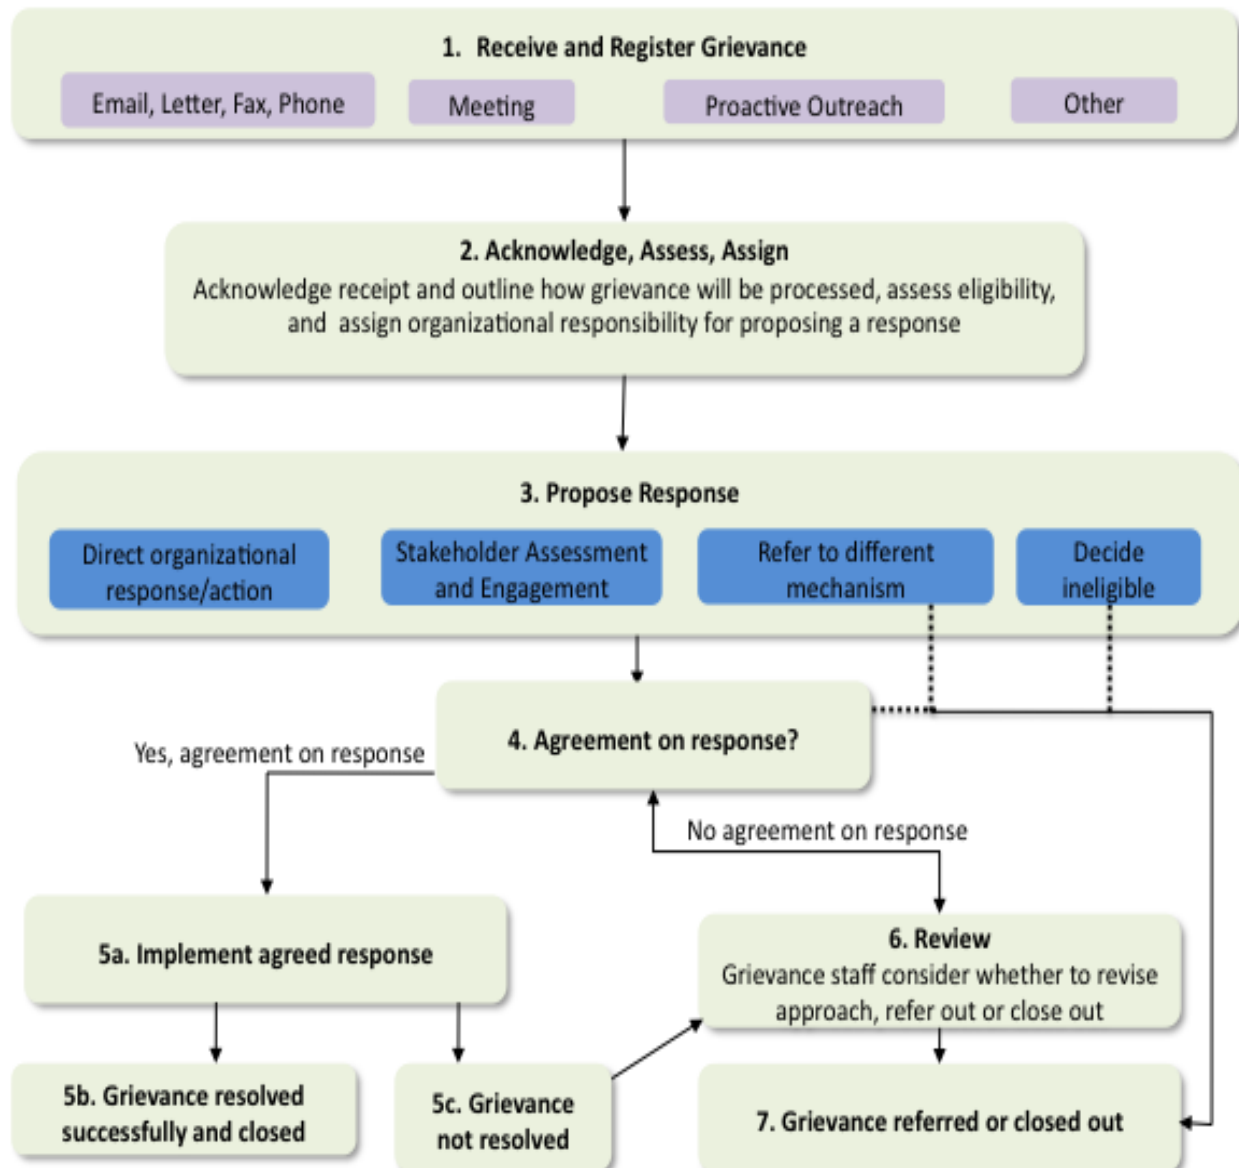 1. Receive and Register Grievance
Email, Letter, Fax, Phone
Meeting
Proactive Outreach
Other
2. Acknowledge, Assess, Assign
Acknowledge receipt and outline how grievance will be processed, assess eligibility,
and assign organizational responsibility for proposing a response
3. Propose Response
Direct organizational
response/action
Stakeholder Assessment
and Engagement
Refer to different
mechanism
Decide
ineligible
4. Agreement on response?
Yes, agreement on response
No agreement on response
5a. Implement agreed response
6. Review
Grievance staff consider whether to revise
approach, refer out or close out
5b. Grievance resolved
successfully and closed
5c. Grievance
not resolved
7. Grievance referred or closed out